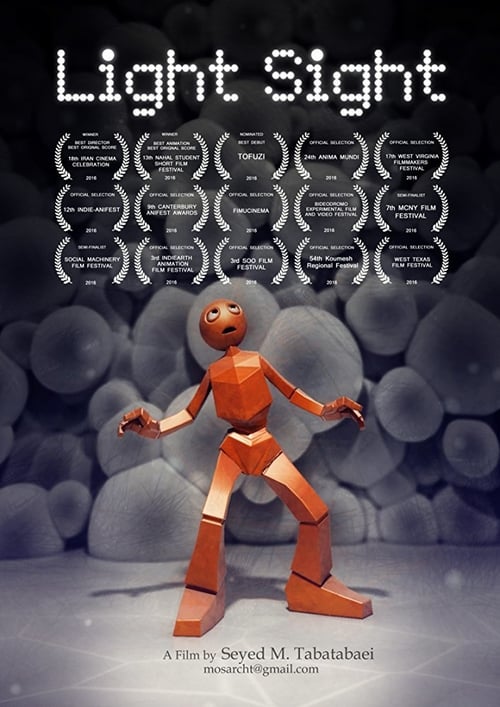 Light Sight
WINNER
BEST DIRECTOR
BEST ORIGNAL SCORE
18th IRAN CINEMA
CELEBRATION
2016
WINNER
BEST ANIMATION
BEST ORIGNAL SCORE
13th NAHAL STUDENT
SHORT FILM
FESTIVAL
2016
NOMINATED
BEST DEBUT
TOFUZI
2016
OFFICIAL SELECTION
24th ANIMA MUNDI
2016
OFFICIAL SELECTION
17th WEST VIRGINIA
FILMMAKERS
FESTIVAL
2016
OFFICIAL SELECTION
12th INDIE-ANIFEST
2016
OFFICIAL SELECTION
9th CANTERBURY
ANIFEST AWARDS
2016
OFFICIAL SELECTION
FIMUCINEMA
2016
OFFICIAL SELECTION
BIDEODROMO
EXPERIMENTAL FILM
AND VIDEO FESTIVAL
2016
SEMI-FINALIST
7th MCNY FILM
FESTIVAL
2016
SEMI-FINALIST
SOCIAL MACHINERY
FILM FESTIVAL
2016
OFFICIAL SELECTION
3rd INDIEARTH
ANIMATION
FILM FESTIVAL
2016
OFFICIAL SELECTION
3rd SOO FILM
FESTIVAL
2016
OFFICIAL SELECTION
54th Koumesh
Regional Festival
2016
OFFICIAL SELECTION
WEST TEXAS
FILM FESTIVAL
2016
A Film by Seyed M. Tabatabaei
mosarcht@gmail.com